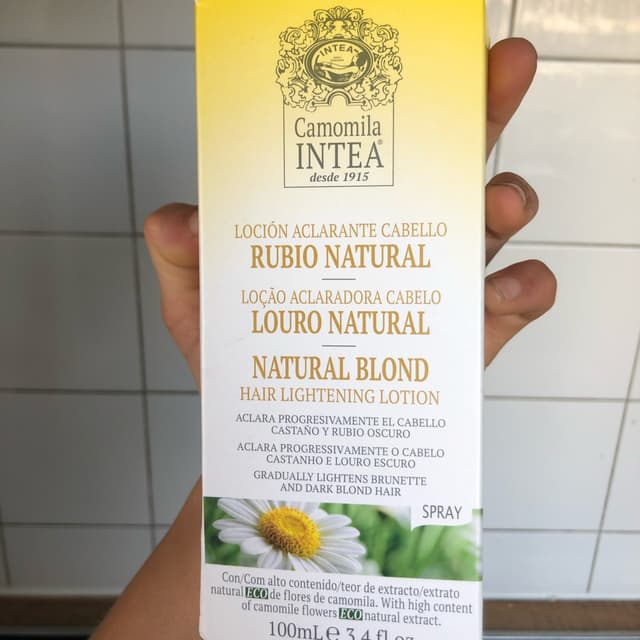 INTEA
Camomila
INTEA®
desde 1915
LOCIÓN ACLARANTE CABELLO
RUBIO NATURAL
LOÇÃO ACLARADORA CABELO
LOURO NATURAL
NATURAL BLOND
HAIR LIGHTENING LOTION
ACLARA PROGRESIVAMENTE EL CABELLO
CASTAÑO Y RUBIO OSCURO
ACLARA PROGRESSIVAMENTE O CABELO
CASTANHO E LOURO ESCURO
GRADUALLY LIGHTENS BRUNETTE
AND DARK BLOND HAIR
SPRAY
Con/Com alto contenido/teor de extracto/extrato
natural ECO de flores de camomila. With high content
of camomile flowers ECO natural extract.
100mL e 3.4 fl.oz